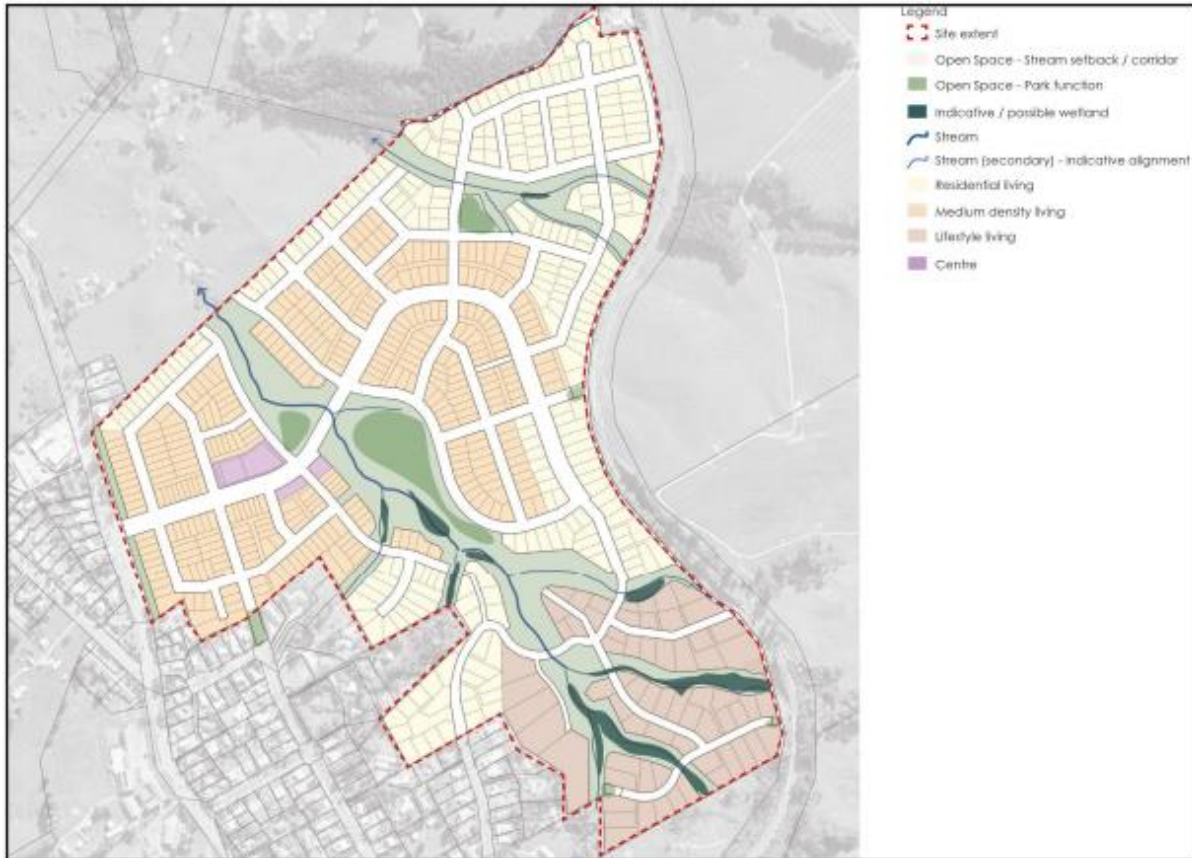 Legend
Site extent
Open Space - Stream setback / corridor
Open Space - Park function
Indicative / possible wetland
Stream
Stream (secondary) - Indicative alignment
Residential living
Medium density living
Lifestyle living
Centre